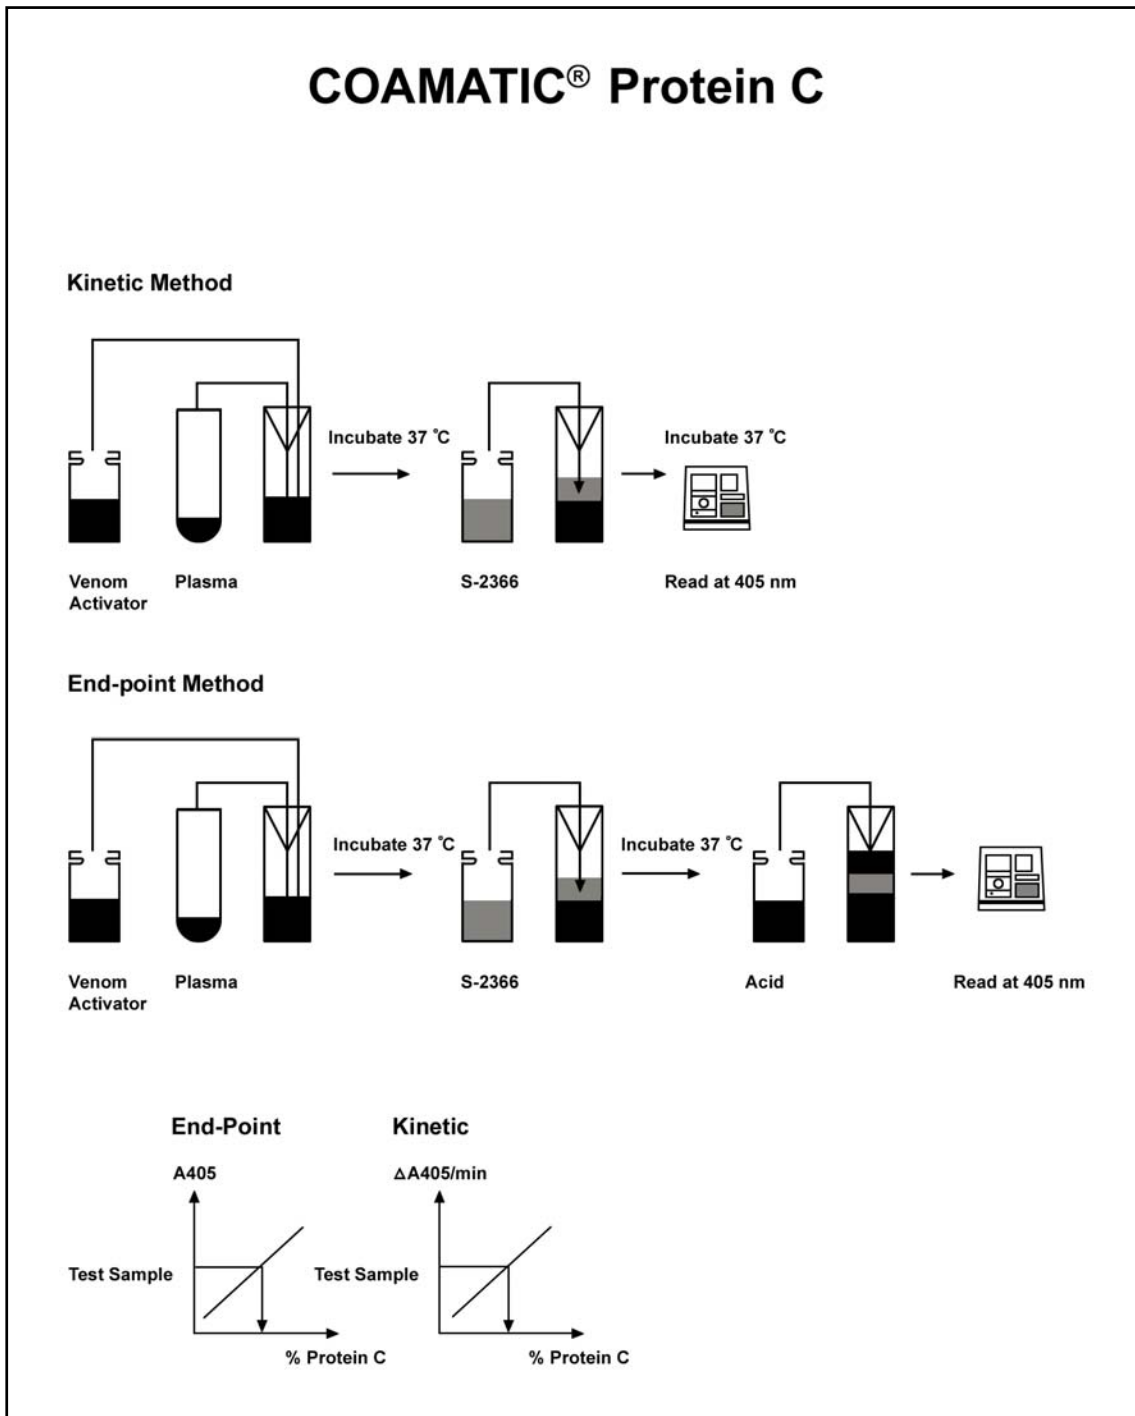 COAMATIC® Protein C
Kinetic Method
Incubate 37 °C
Incubate 37 °C
Venom
Activator
Plasma
S-2366
Read at 405 nm
End-point Method
Incubate 37 °C
Incubate 37 °C
Venom
Activator
Plasma
S-2366
Acid
Read at 405 nm
End-Point
A405
Test Sample
% Protein C
Kinetic
△A405/min
Test Sample
% Protein C